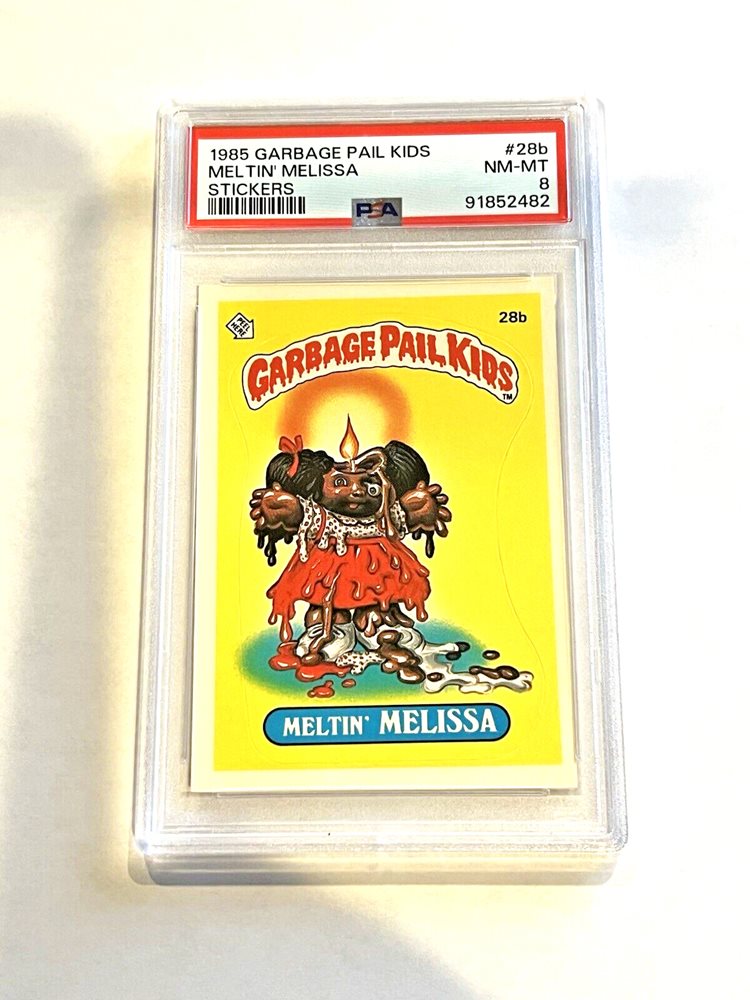 1985 GARBAGE PAIL KIDS #28b
MELTIN' MELISSA NM-MT
STICKERS 8
PSA 91852482
PEEL HERE
28b
GARBAGE PAIL KIDS
TM
MELTIN' MELISSA